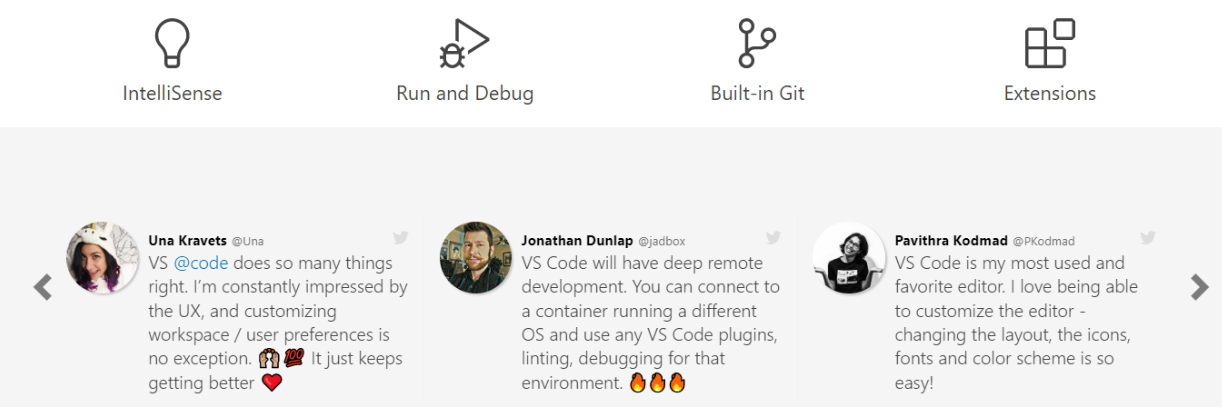 IntelliSense
Run and Debug
Built-in Git
Extensions
Una Kravets @Una
VS @code does so many things
right. I'm constantly impressed by
the UX, and customizing
workspace / user preferences is
no exception. 🙌🏼💯 It just keeps
getting better ❤️
Jonathan Dunlap @jadbox
VS Code will have deep remote
development. You can connect to
a container running a different
OS and use any VS Code plugins,
linting, debugging for that
environment. 🔥🔥🔥
Pavithra Kodmad @PKodmad
VS Code is my most used and
favorite editor. I love being able
to customize the editor -
changing the layout, the icons,
fonts and color scheme is so
easy!